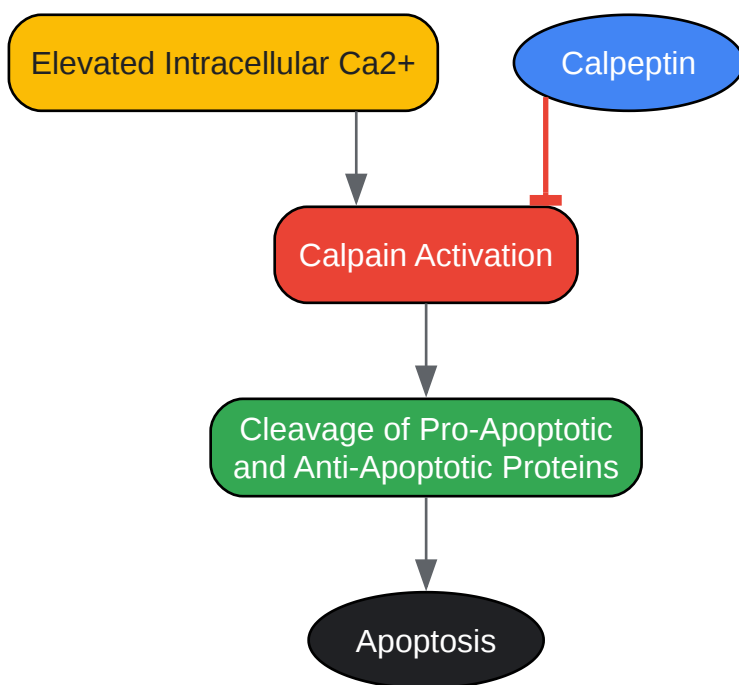 Elevated Intracellular Ca2+
Calpeptin
Calpain Activation
Cleavage of Pro-Apoptotic
and Anti-Apoptotic Proteins
Apoptosis